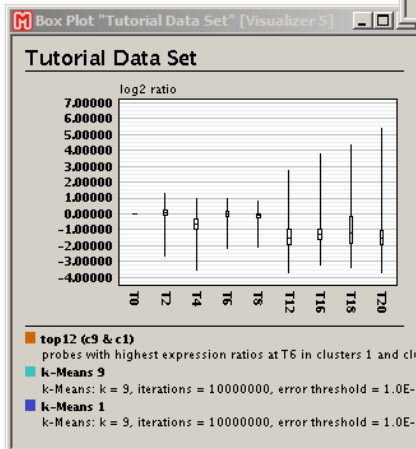 Box Plot "Tutorial Data Set" [Visualizer 5]
Tutorial Data Set
log2 ratio
7.00000
6.00000
5.00000
4.00000
3.00000
2.00000
1.00000
0.00000
-1.00000
-2.00000
-3.00000
-4.00000
T0 T2 T4 T6 T8 T12 T16 T18 T20
top12 (c9 & c1)
probes with highest expression ratios at T6 in clusters 1 and
k-Means 9
k-Means: k = 9, iterations = 10000000, error threshold = 1.0E-
k-Means 1
k-Means: k = 9, iterations = 10000000, error threshold = 1.0E-